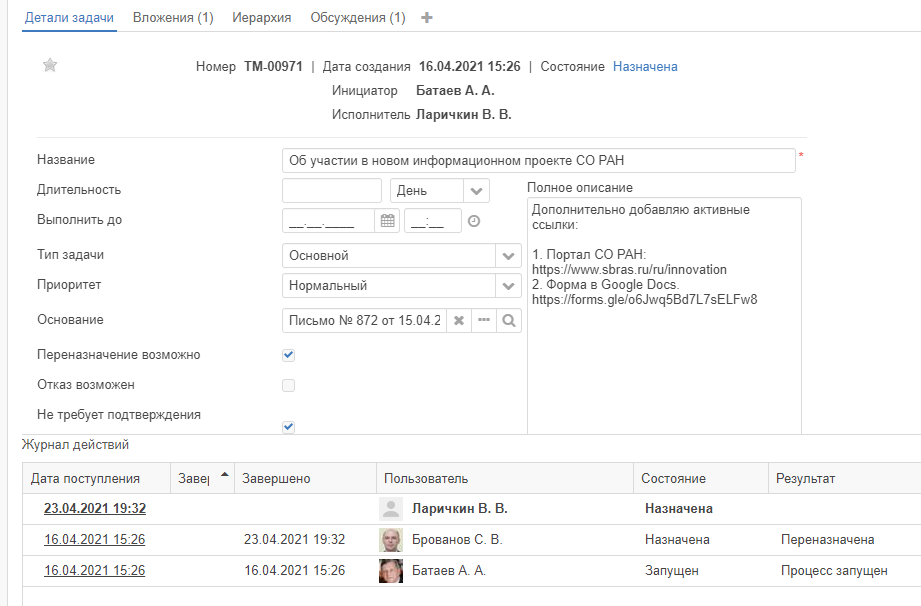 Детали задачи Вложения (1) Иерархия Обсуждения (1)
Номер ТМ-00971 | Дата создания 16.04.2021 15:26 | Состояние Назначена
Инициатор Батаев А. А.
Исполнитель Ларичкин В. В.
Название Об участии в новом информационном проекте СО РАН *
Длительность День
Полное описание
Выполнить до __.__.____ __:__
Тип задачи Основной
Приоритет Нормальный
Основание Письмо № 872 от 15.04.2
Переназначение возможно
Отказ возможен
Не требует подтверждения
Дополнительно добавляю активные
ссылки:
1. Портал СО РАН:
https://www.sbras.ru/ru/innovation
2. Форма в Google Docs.
https://forms.gle/o6Jwq5Bd7L7sELFw8
Журнал действий
Дата поступления Завер Завершено Пользователь Состояние Результат
23.04.2021 19:32 Ларичкин В. В. Назначена
16.04.2021 15:26 23.04.2021 19:32 Брованов С. В. Назначена Переназначена
16.04.2021 15:26 16.04.2021 15:26 Батаев А. А. Запущен Процесс запущен